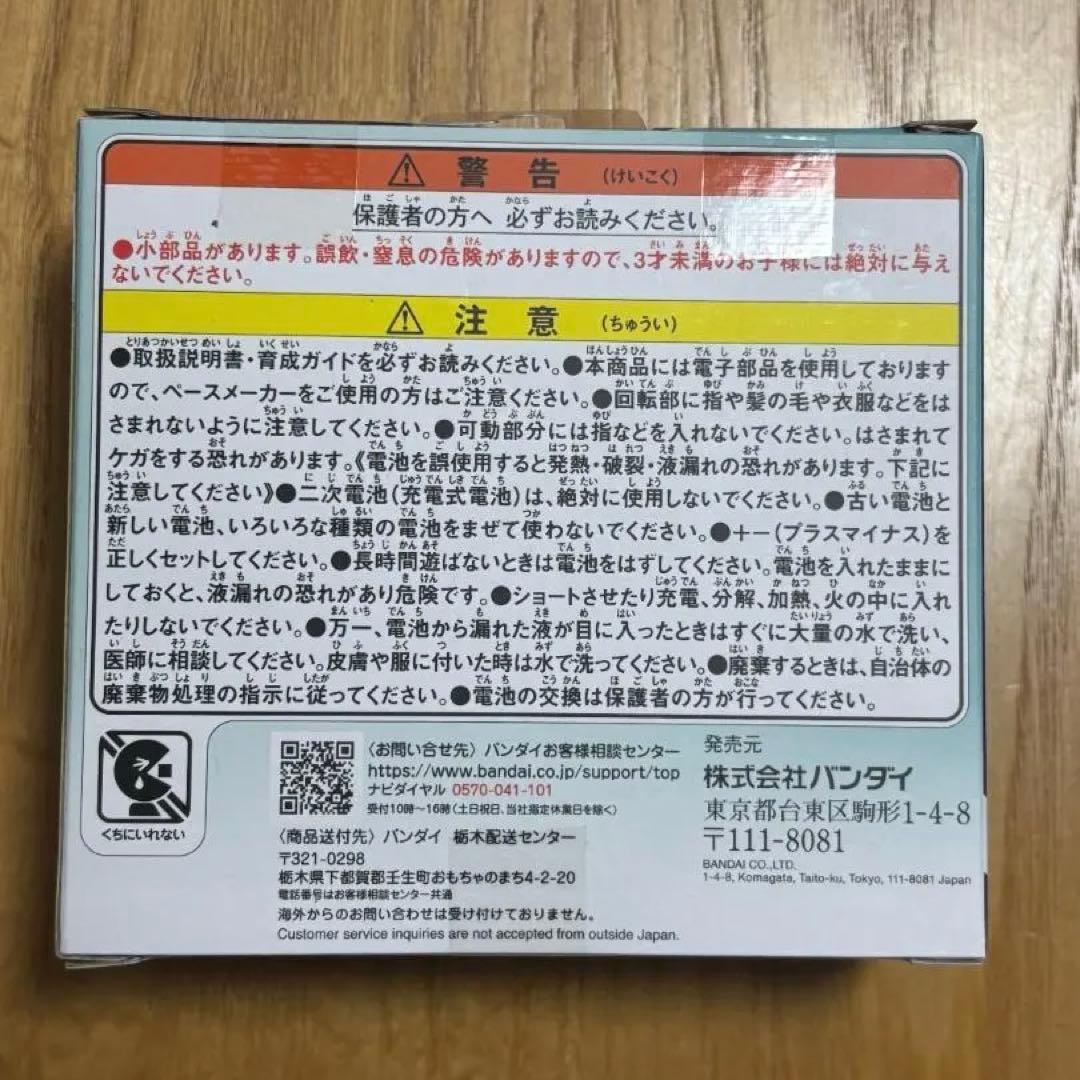 ⚠ 警告 (けいこく)
保護者の方へ 必ずお読みください。
●小部品があります。誤飲・窒息の危険がありますので、3才未満のお子様には絶対に与え
ないでください。
⚠ 注意 (ちゅうい)
●取扱説明書・育成ガイドを必ずお読みください。●本商品には電子部品を使用しております
ので、ペースメーカーをご使用の方はご注意ください。●回転部に指や髪の毛や衣服などをは
さまれないように注意してください。●可動部分には指などを入れないでください。はさまれて
ケガをする恐れがあります。《電池を誤使用すると発熱・破裂・液漏れの恐れがあります。下記に
注意してください》●二次電池(充電式電池)は、絶対に使用しないでください。●古い電池と
新しい電池、いろいろな種類の電池をまぜて使わないでください。●＋－(プラスマイナス)を
正しくセットしてください。●長時間遊ばないときは電池をはずしてください。電池を入れたままに
しておくと、液漏れの恐れがあり危険です。●ショートさせたり充電、分解、加熱、火の中に入れ
たりしないでください。●万一、電池から漏れた液が目に入ったときはすぐに大量の水で洗い、
医師に相談してください。皮膚や服に付いた時は水で洗ってください。●廃棄するときは、自治体の
廃棄物処理の指示に従ってください。●電池の交換は保護者の方が行ってください。
くちにいれない
〈お問い合せ先〉バンダイお客様相談センター
https://www.bandai.co.jp/support/top
ナビダイヤル 0570-041-101
受付10時～16時(土日祝日、当社指定休業日を除く)
〈商品送付先〉バンダイ 栃木配送センター
〒321-0298
栃木県下都賀郡壬生町おもちゃのまち4-2-20
電話番号はお客様相談センター共通
海外からのお問い合わせは受け付けておりません。
Customer service inquiries are not accepted from outside Japan.
発売元
株式会社バンダイ
東京都台東区駒形1-4-8
〒111-8081
BANDAI CO.,LTD.
1-4-8, Komagata, Taito-ku, Tokyo, 111-8081 Japan